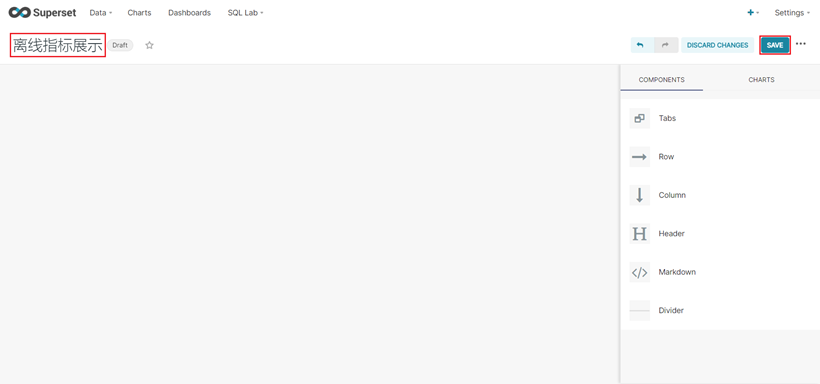 Superset Data Charts Dashboards SQL Lab Settings
离线指标展示 Draft DISCARD CHANGES SAVE
COMPONENTS CHARTS
Tabs
Row
Column
Header
Markdown
Divider